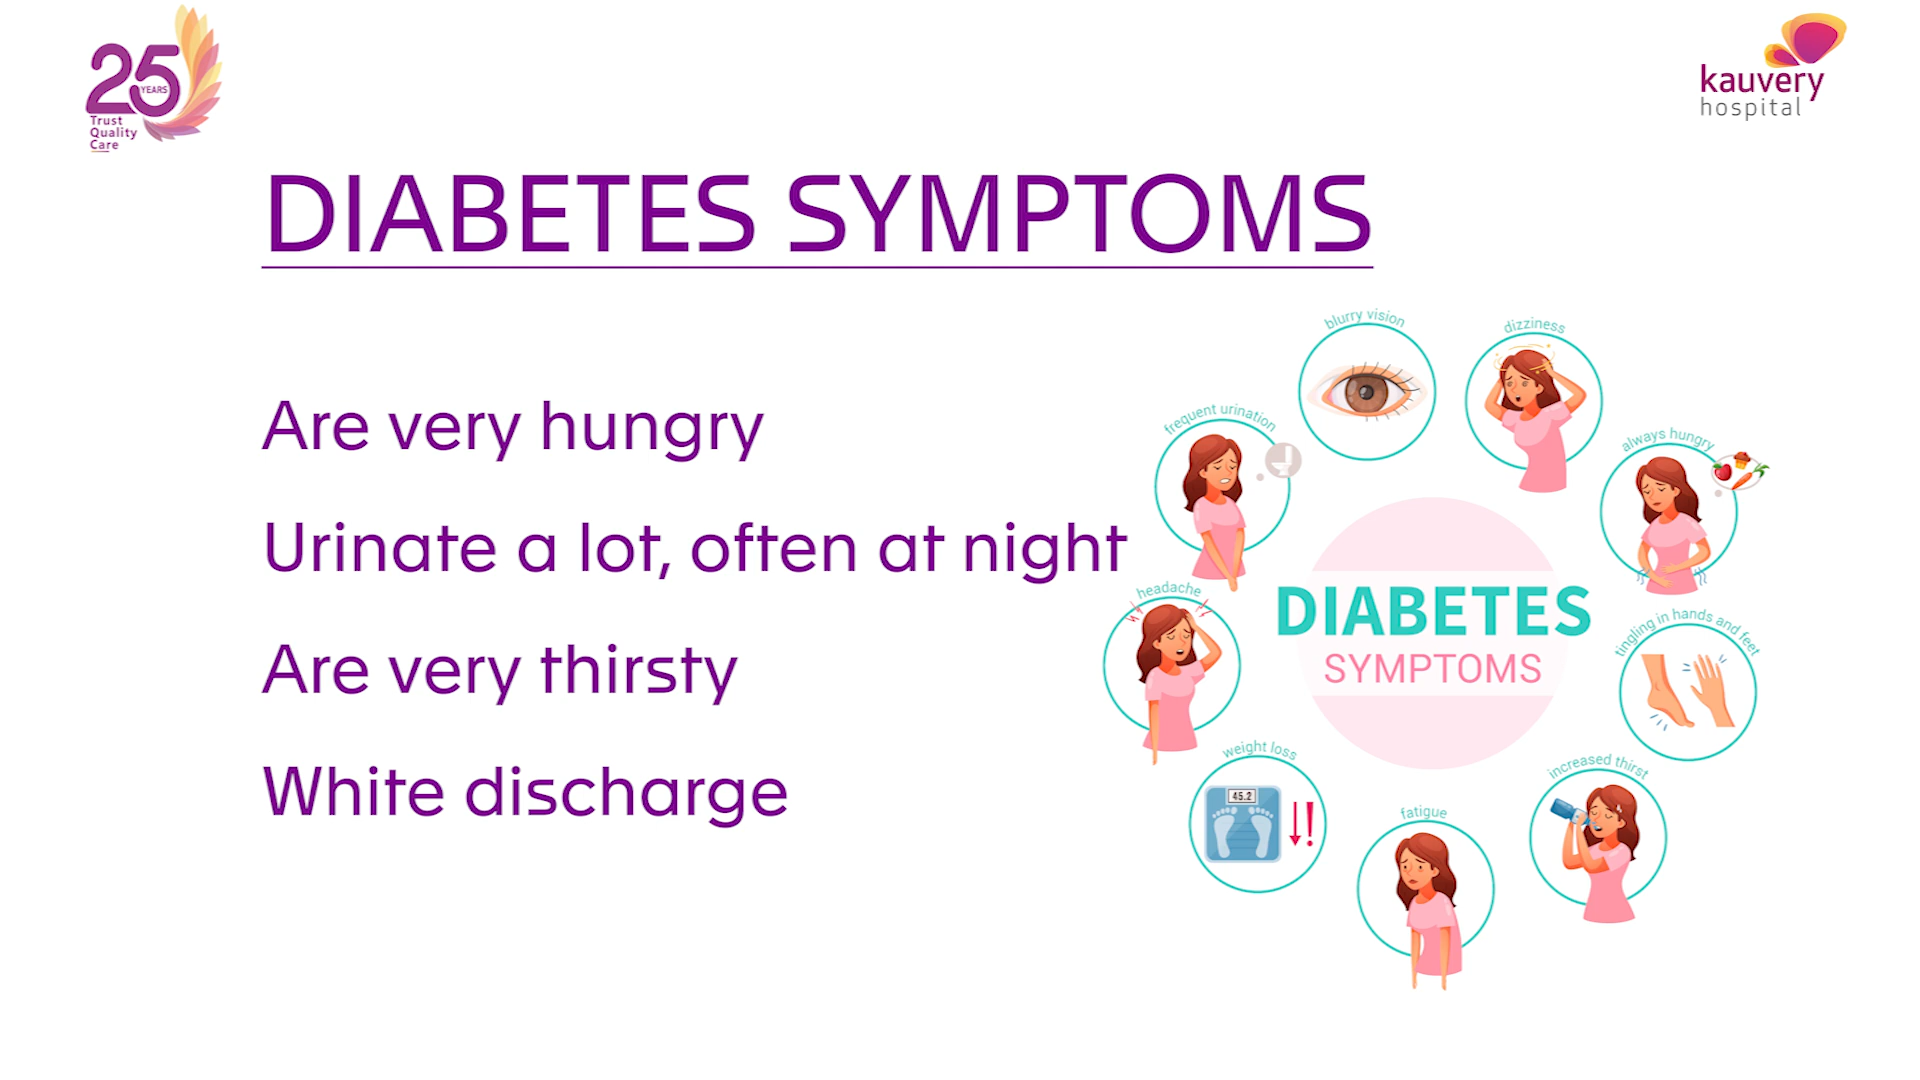 25
YEARS
Trust
Quality
Care
kauvery
hospital
DIABETES SYMPTOMS
Are very hungry
Urinate a lot, often at night
Are very thirsty
White discharge
blurry vision
dizziness
frequent urination
always hungry
headache
DIABETES
SYMPTOMS
tingling in hands and feet
weight loss
45.2
increased thirst
fatigue